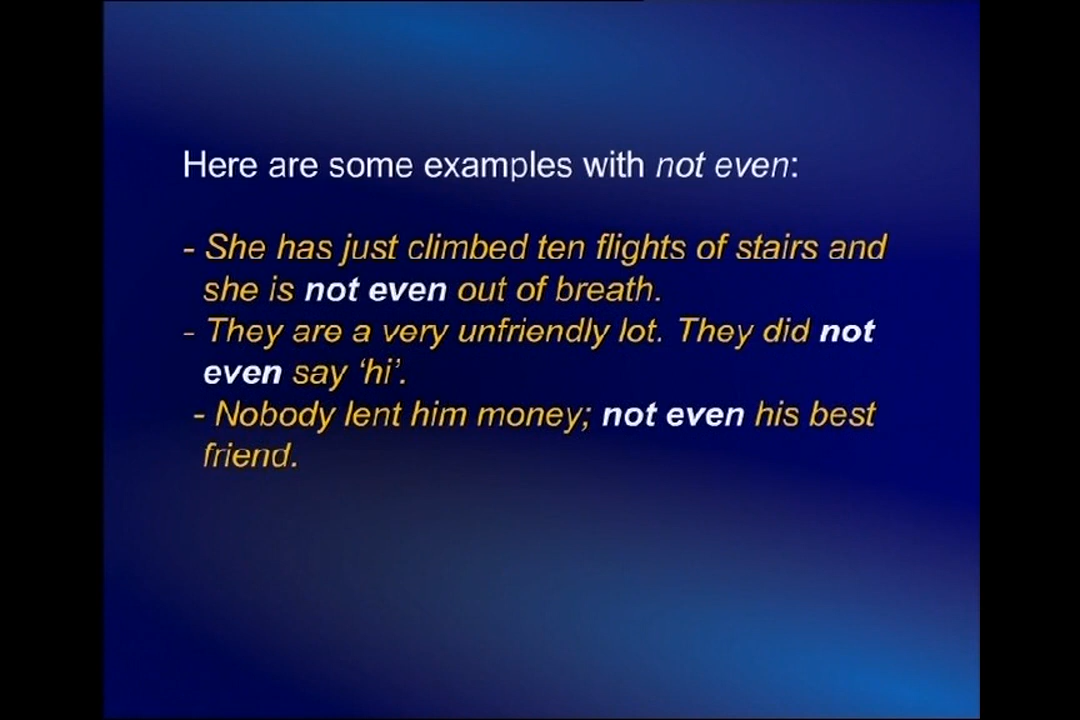 Here are some examples with not even:
- She has just climbed ten flights of stairs and
she is not even out of breath.
- They are a very unfriendly lot. They did not
even say ‘hi’.
- Nobody lent him money; not even his best
friend.